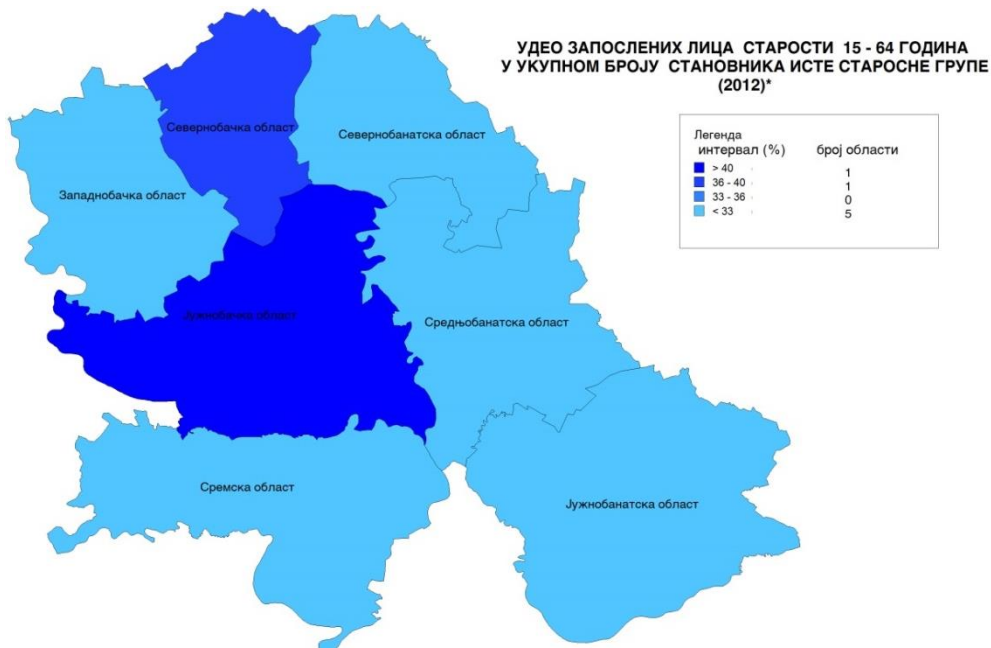 УДЕО ЗАПОСЛЕНИХ ЛИЦА СТАРОСТИ 15 - 64 ГОДИНА
У УКУПНОМ БРОЈУ СТАНОВНИКА ИСТЕ СТАРОСНЕ ГРУПЕ
(2012)*
Легенда
интервал (%) број области
> 40 1
36 - 40 1
33 - 36 0
< 33 5
Севернобачка област
Севернобанатска област
Западнобачка област
Јужнобачка област
Средњобанатска област
Сремска област
Јужнобанатска област